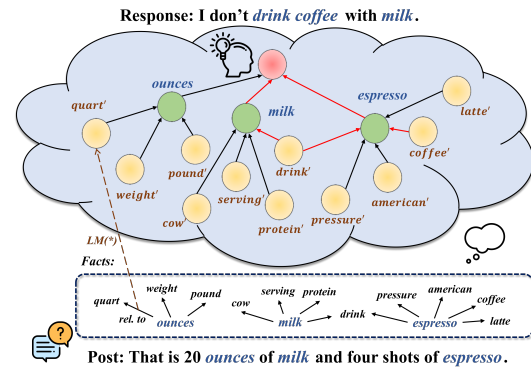 Response: I don't drink coffee with milk.
ounces
espresso
quart'
milk
latte'
pound'
drink'
coffee'
weight'
serving'
american'
cow'
protein'
pressure'
LM(*)
Facts:
quart weight pound
rel. to ounces
cow serving protein
milk drink
pressure american coffee
espresso latte
Post: That is 20 ounces of milk and four shots of espresso.